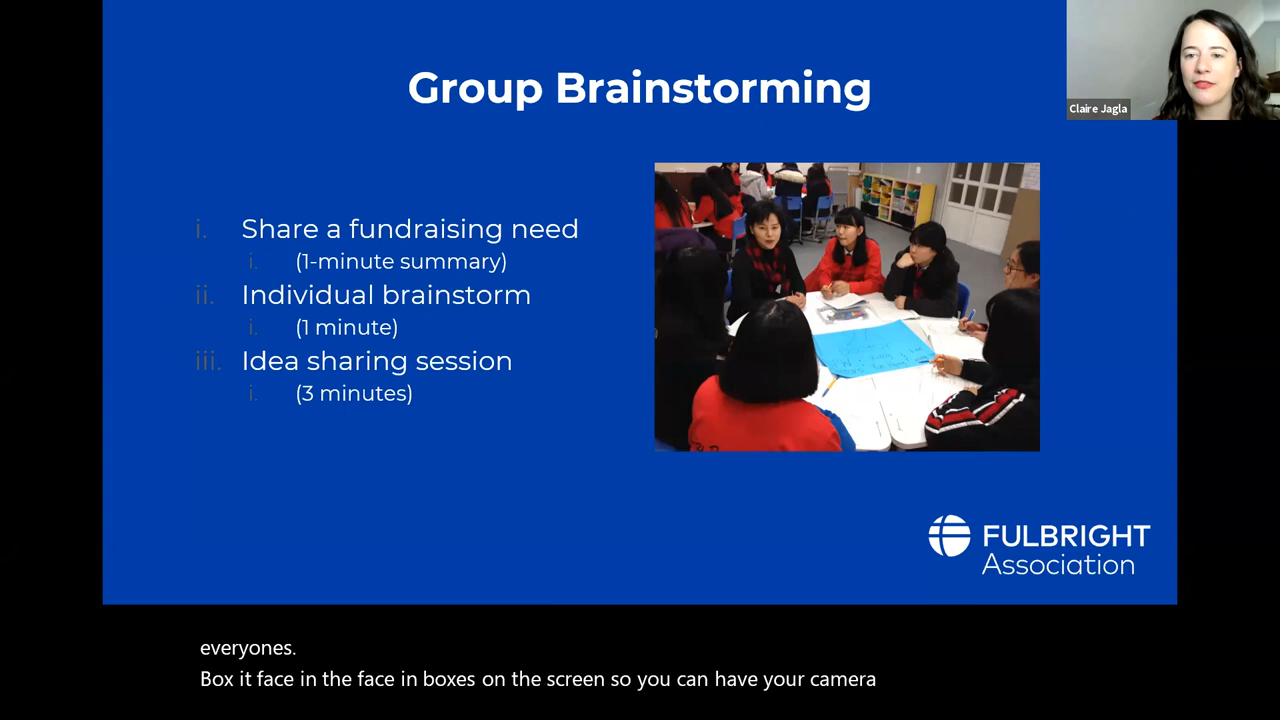 Group Brainstorming
Claire Jagla
i. Share a fundraising need
i. (1-minute summary)
ii. Individual brainstorm
i. (1 minute)
iii. Idea sharing session
i. (3 minutes)
FULBRIGHT
Association
everyones.
Box it face in the face in boxes on the screen so you can have your camera